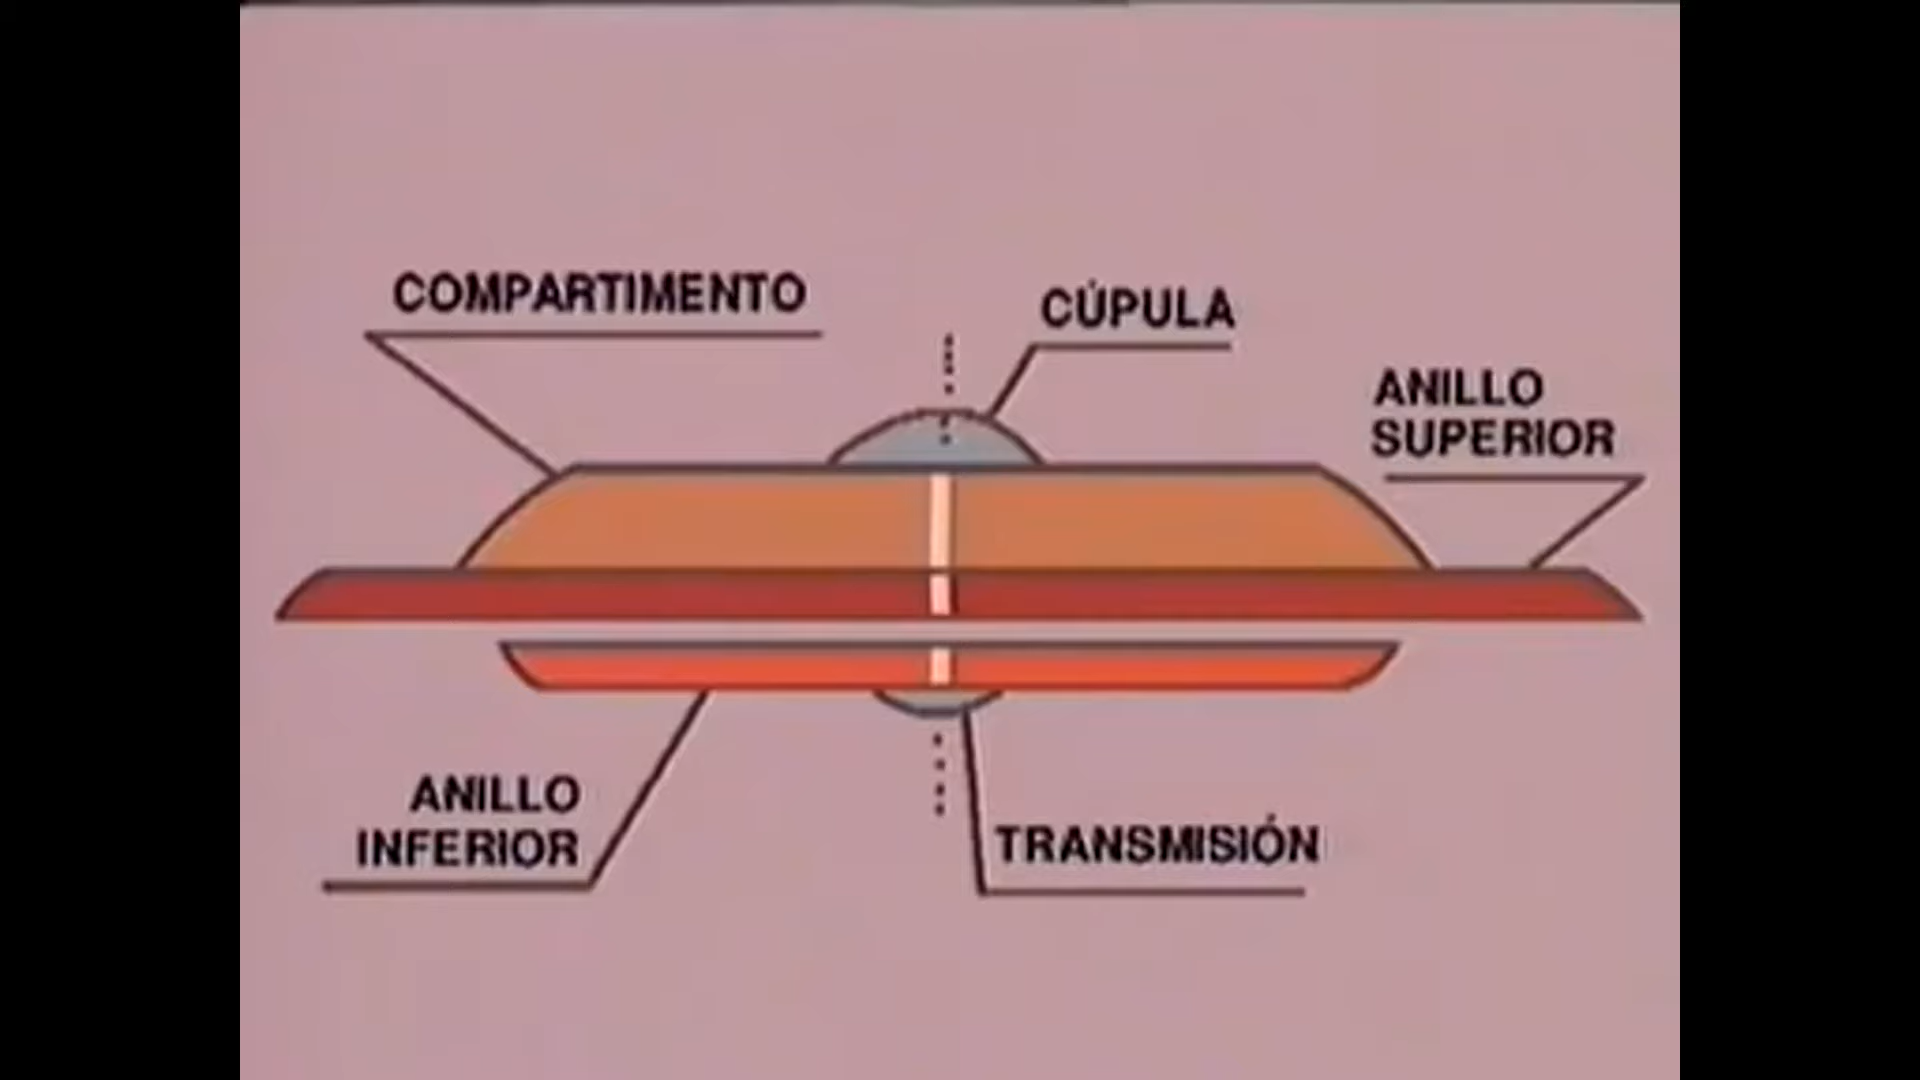 COMPARTIMENTO
CÚPULA
ANILLO
SUPERIOR
ANILLO
INFERIOR
TRANSMISIÓN